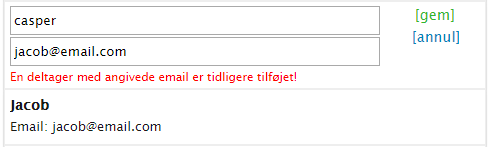 casper
[gem]
jacob@email.com
[annul]
En deltager med angivede email er tidligere tilføjet!
Jacob
Email: jacob@email.com